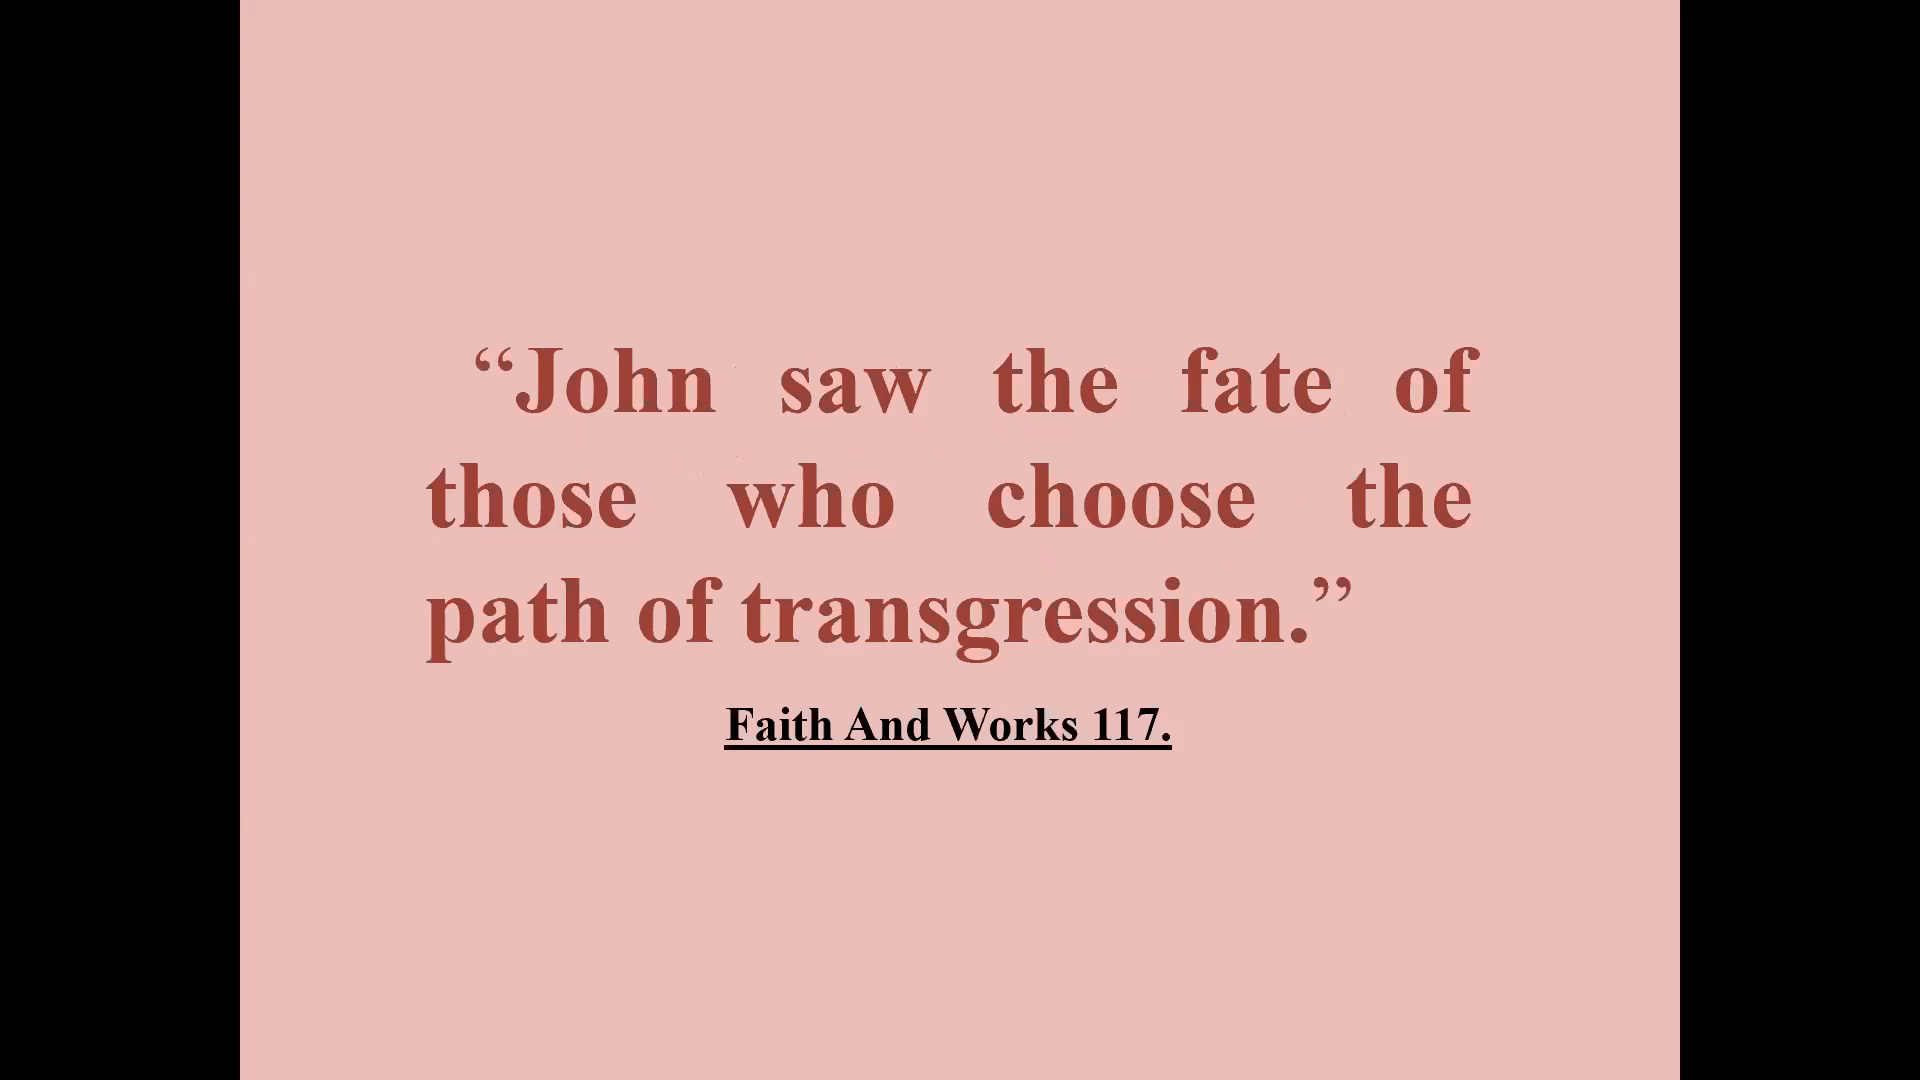 “John saw the fate of
those who choose the
path of transgression.”
Faith And Works 117.